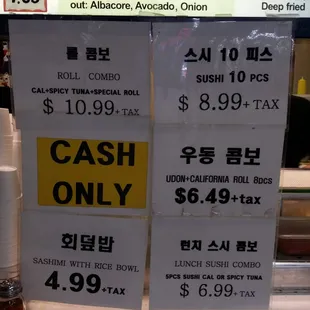 out: Albacore, Avocado, Onion
Deep fried
롤 콤보
ROLL COMBO
CAL+SPICY TUNA+SPECIAL ROLL
$ 10.99+TAX
스시 10 피스
SUSHI 10 PCS
$ 8.99+TAX
CASH
ONLY
우동 콤보
UDON+CALIFORNIA ROLL 8PCS
$6.49+tax
회덮밥
SASHIMI WITH RICE BOWL
4.99+TAX
런치 스시 콤보
LUNCH SUSHI COMBO
5PCS SUSHI CAL OR SPICY TUNA
$ 6.99+TAX